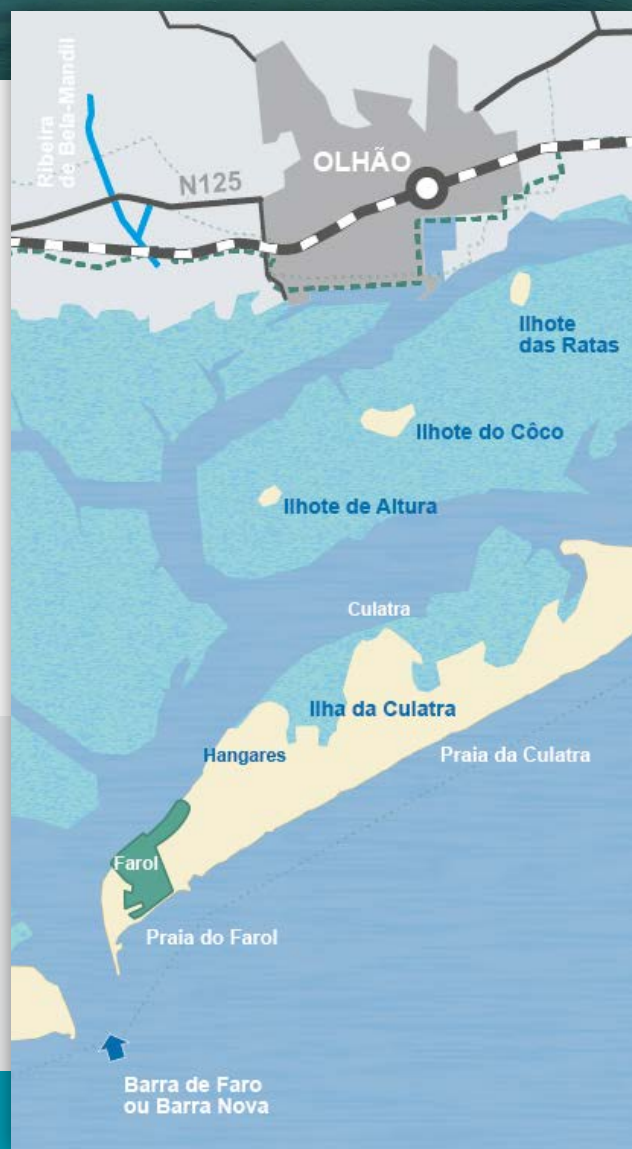 Ribeira
de Bela-Mandil
OLHÃO
N125
Ilhote
das Ratas
Ilhote do Côco
Ilhote de Altura
Culatra
Ilha da Culatra
Hangares
Praia da Culatra
Farol
Praia do Farol
Barra de Faro
ou Barra Nova